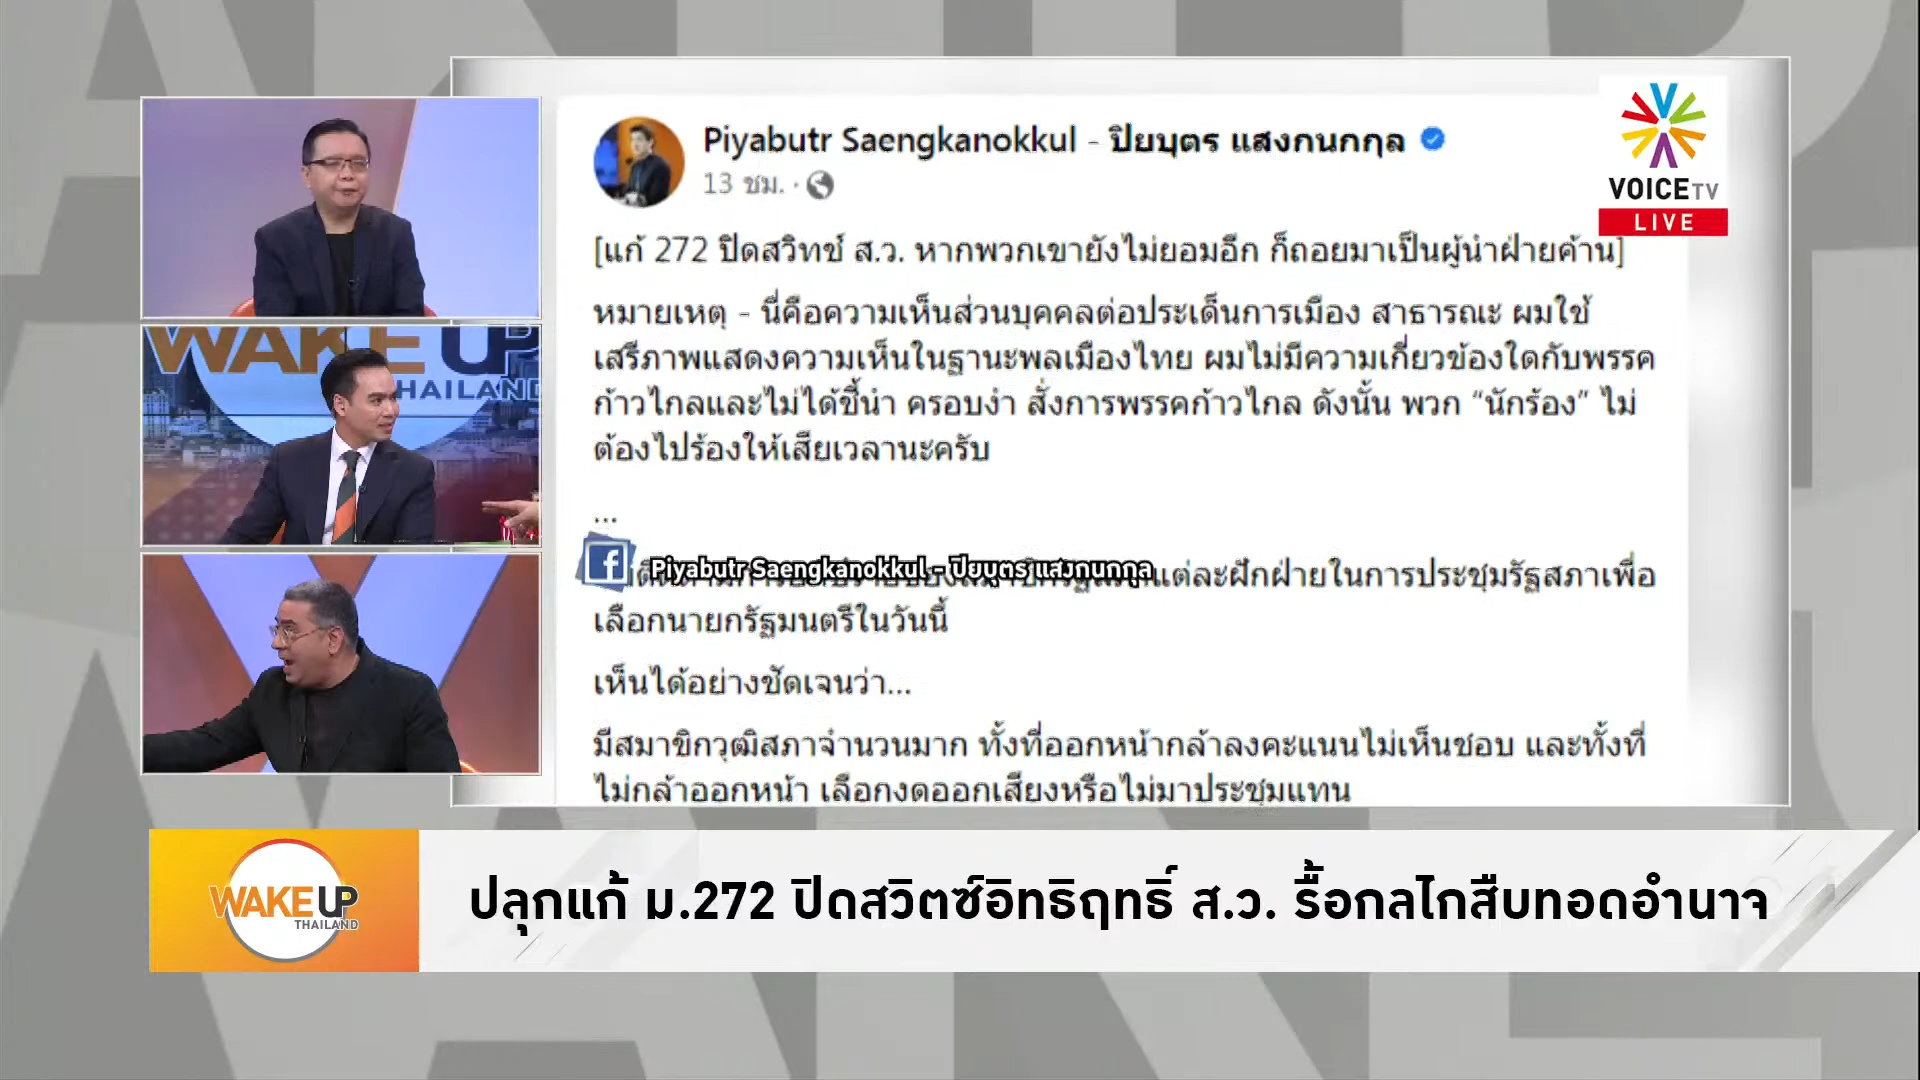 Piyabutr Saengkanokkul - ปิยบุตร แสงกนกกุล
13 ชม.
VOICETV
LIVE
[แก้ 272 ปิดสวิทช์ ส.ว. หากพวกเขายังไม่ยอมอีก ก็ถอยมาเป็นผู้นำฝ่ายค้าน]
หมายเหตุ - นี่คือความเห็นส่วนบุคคลต่อประเด็นการเมือง สาธารณะ ผมใช้
เสรีภาพแสดงความเห็นในฐานะพลเมืองไทย ผมไม่มีความเกี่ยวข้องใดกับพรรค
ก้าวไกลและไม่ได้ชี้นำ ครอบงำ สั่งการพรรคก้าวไกล ดังนั้น พวก “นักร้อง” ไม่
ต้องไปร้องให้เสียเวลานะครับ
...
Piyabutr Saengkanokkul - ปิยบุตร แสงกนกกุล
แต่ละฝักฝ่ายในการประชุมรัฐสภาเพื่อ
เลือกนายกรัฐมนตรีในวันนี้
เห็นได้อย่างชัดเจนว่า...
มีสมาชิกวุฒิสภาจำนวนมาก ทั้งที่ออกหน้ากล้าลงคะแนนไม่เห็นชอบ และทั้งที่
ไม่กล้าออกหน้า เลือกงดออกเสียงหรือไม่มาประชุมแทน
WAKE UP
THAILAND
WAKE UP
THAILAND
ปลุกแก้ ม.272 ปิดสวิตซ์อิทธิฤทธิ์ ส.ว. รื้อกลไกสืบทอดอำนาจ